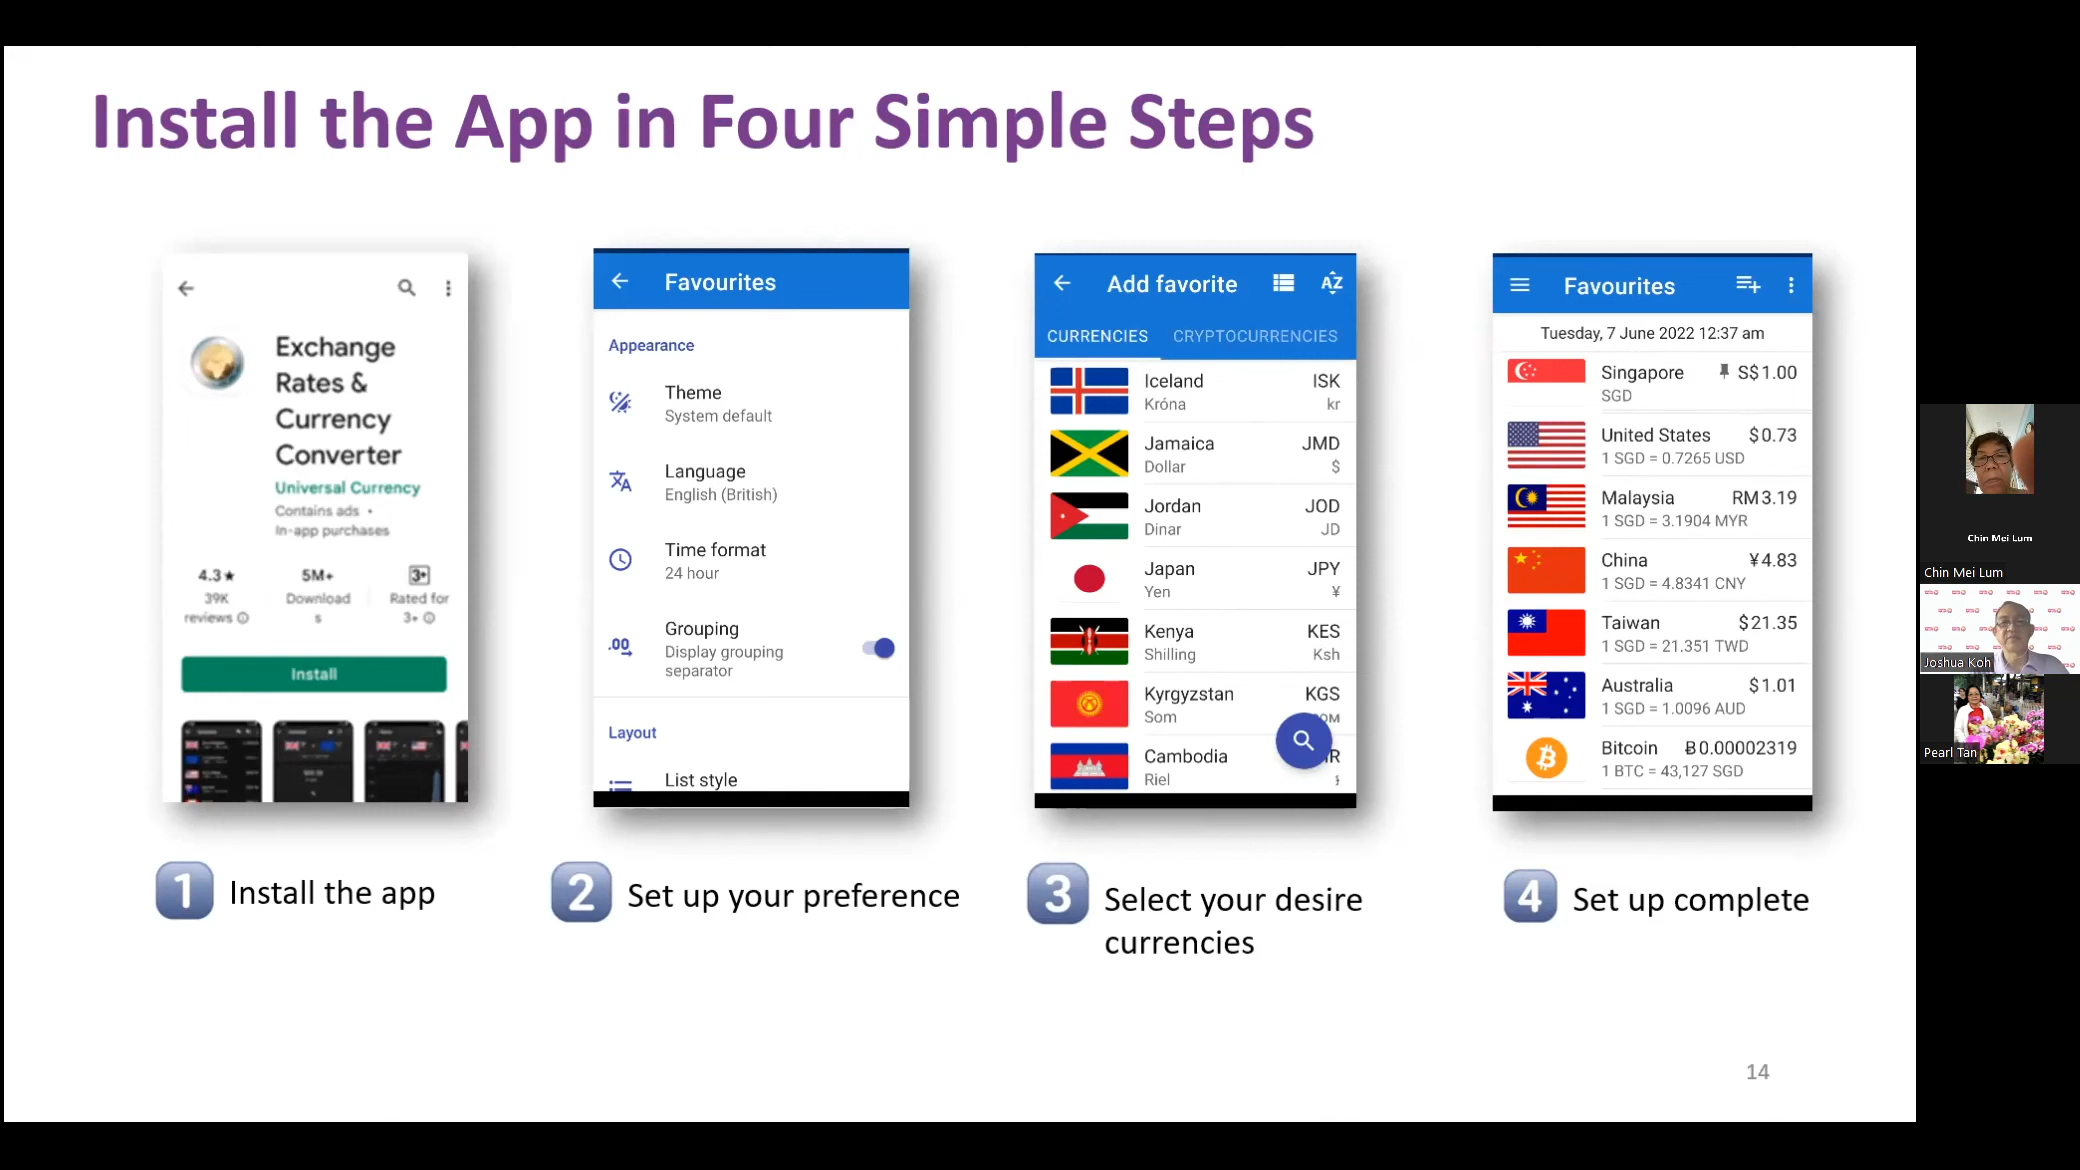 Install the App in Four Simple Steps
Exchange
Rates &
Currency
Converter
Universal Currency
Contains ads •
In-app purchases
4.3★
39K
reviews
5M+
Download
s
3+
Rated for
3+
Install
Favourites
Appearance
Theme
System default
Language
English (British)
Time format
24 hour
.00
Grouping
Display grouping
separator
Layout
List style
Add favorite
AZ
CURRENCIES CRYPTOCURRENCIES
Iceland ISK
Króna kr
Jamaica JMD
Dollar $
Jordan JOD
Dinar JD
Japan JPY
Yen ¥
Kenya KES
Shilling Ksh
Kyrgyzstan KGS
Som
Cambodia
Riel
Favourites
Tuesday, 7 June 2022 12:37 am
Singapore S$1.00
SGD
United States $0.73
1 SGD = 0.7265 USD
Malaysia RM3.19
1 SGD = 3.1904 MYR
China ¥4.83
1 SGD = 4.8341 CNY
Taiwan $21.35
1 SGD = 21.351 TWD
Australia $1.01
1 SGD = 1.0096 AUD
Bitcoin Ƀ0.00002319
1 BTC = 43,127 SGD
1 Install the app
2 Set up your preference
3 Select your desire
currencies
4 Set up complete
14
Chin Mei Lum
Chin Mei Lum
Joshua Koh
Pearl Tan